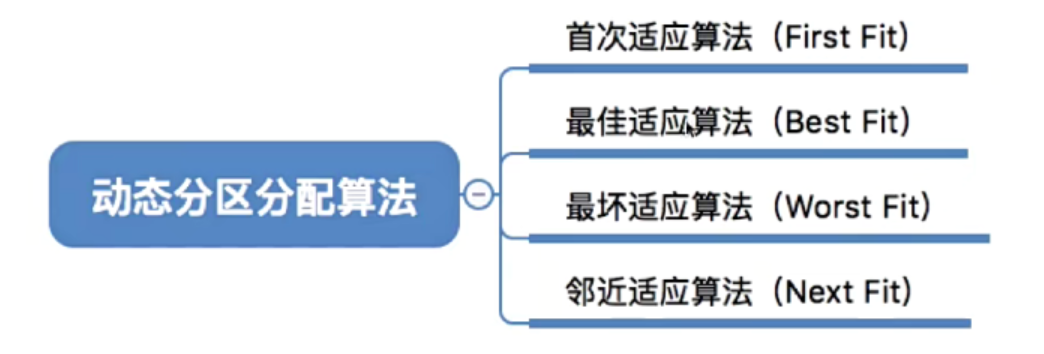 首次适应算法（First Fit)
最佳适应算法（Best Fit)
动态分区分配算法
最坏适应算法（Worst Fit)
邻近适应算法（Next Fit)